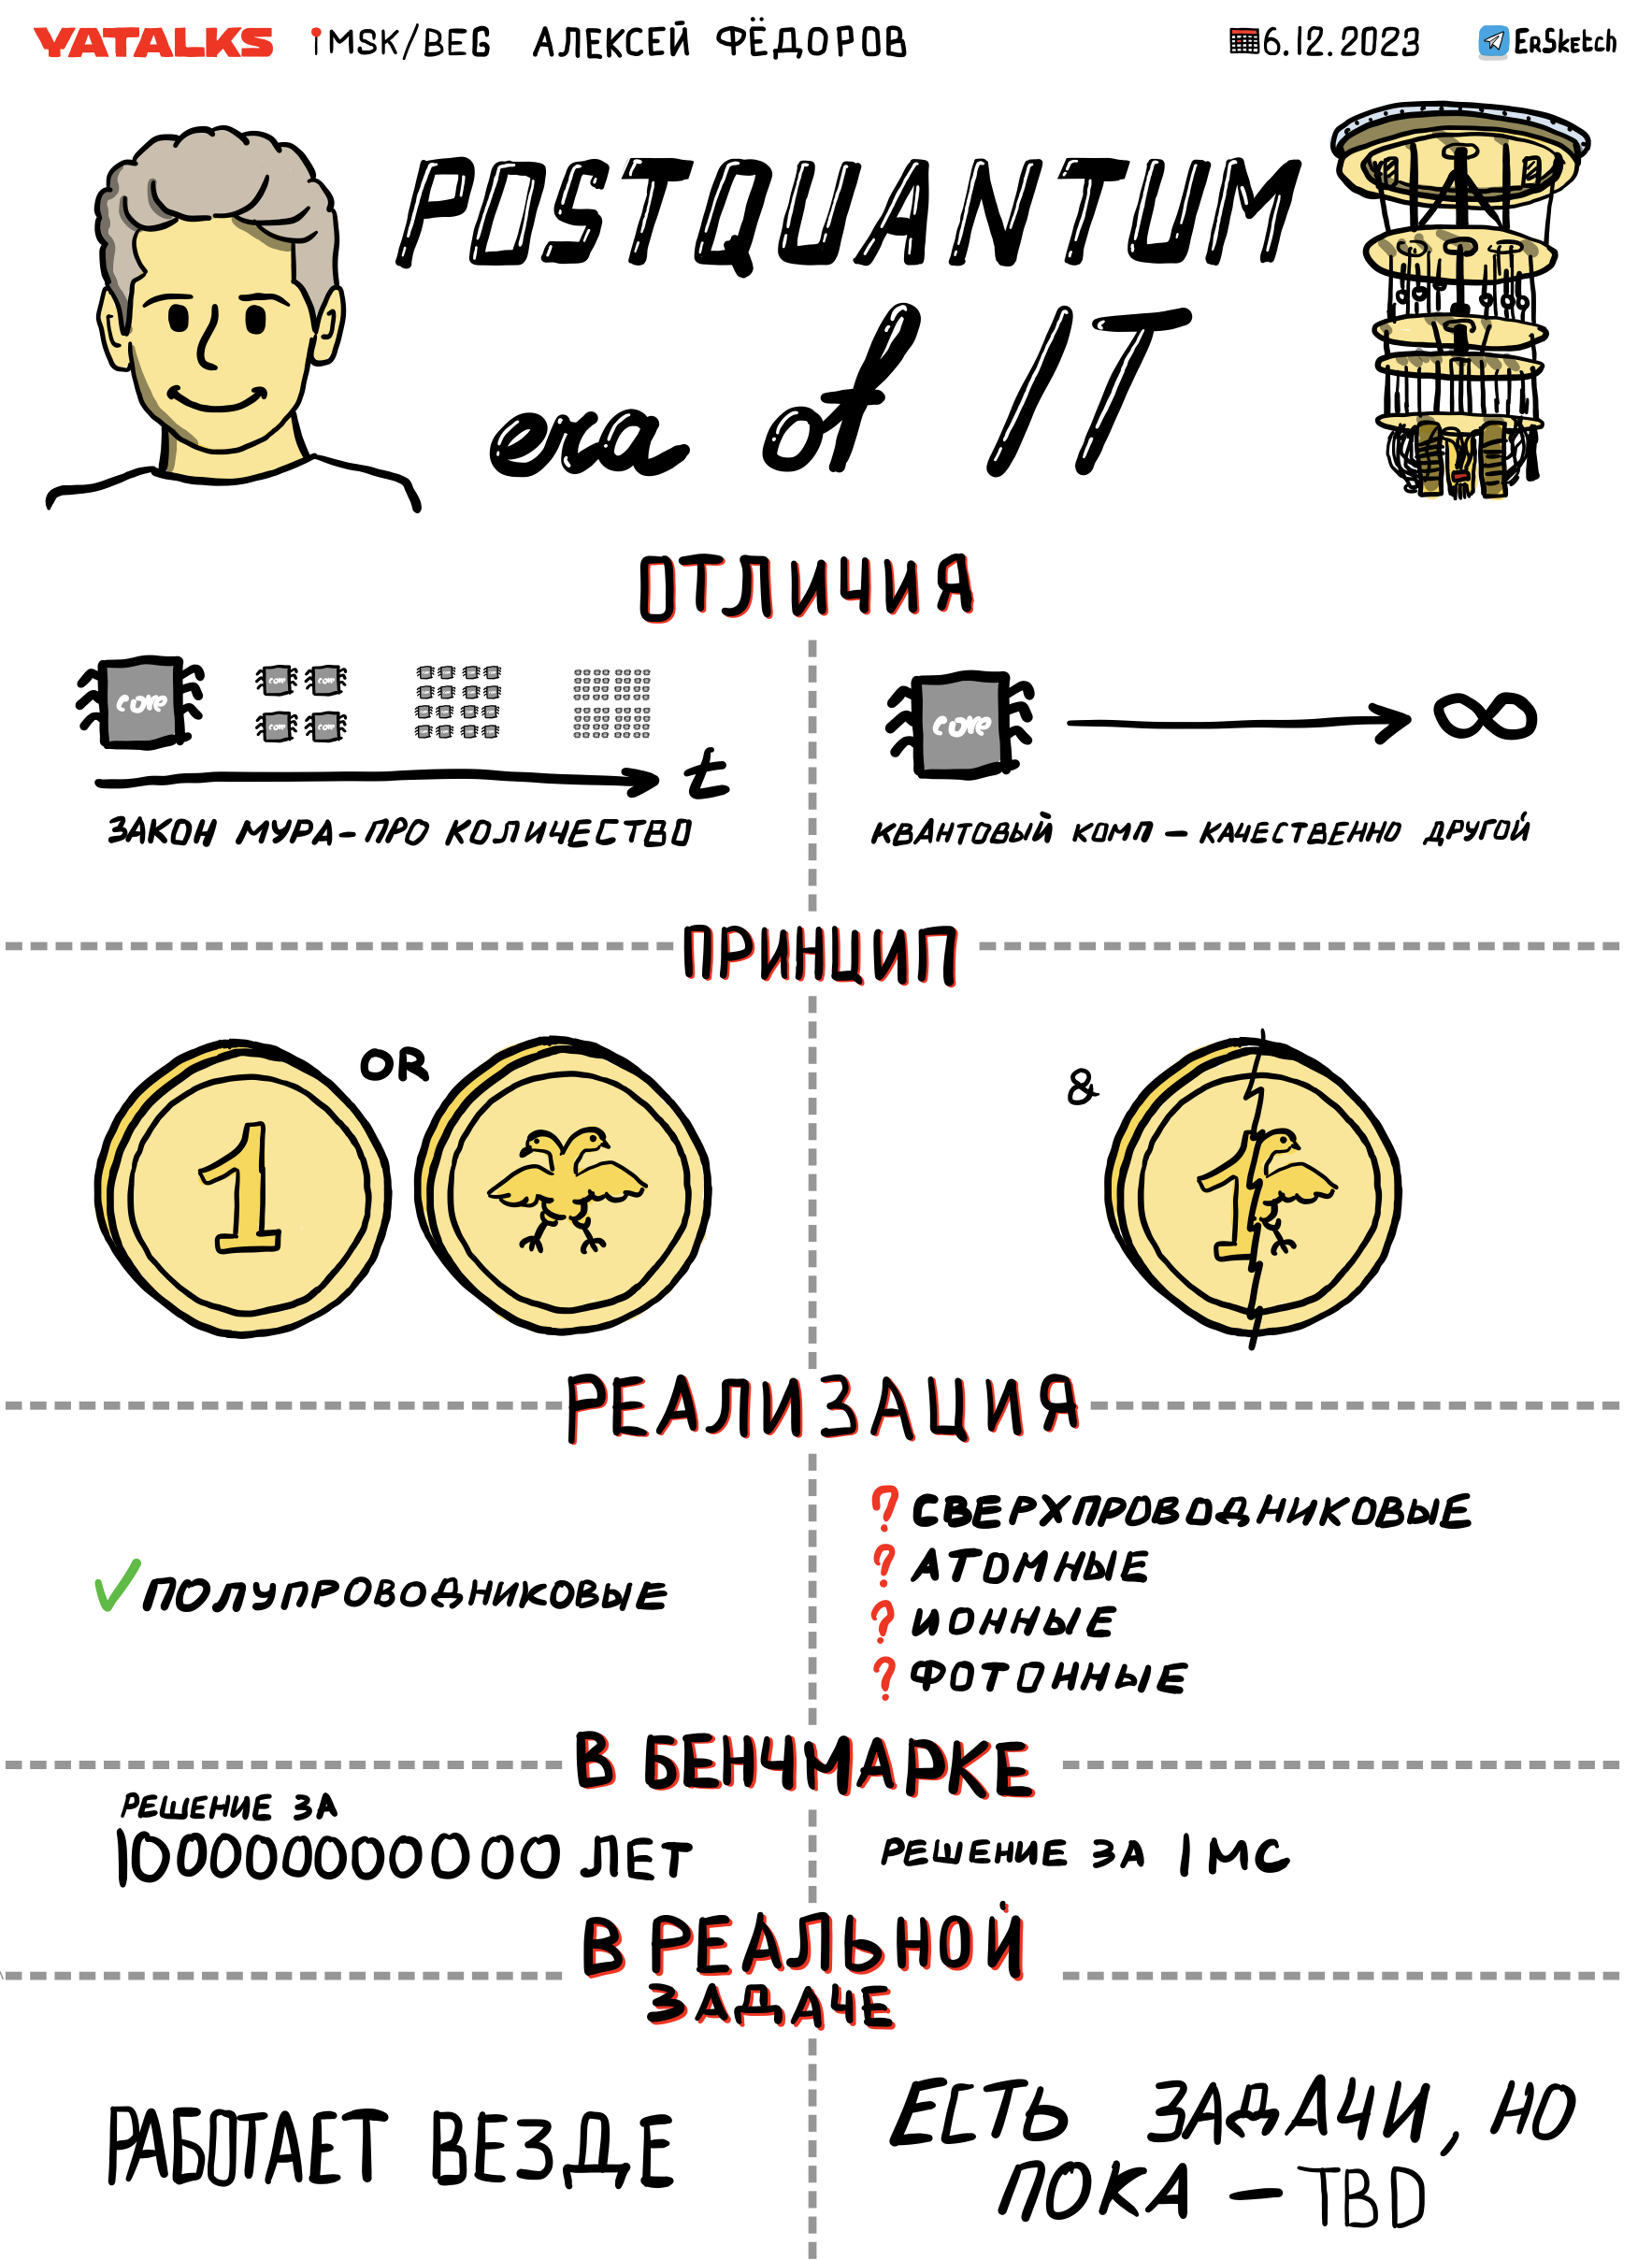 YATALKS MSK/BEG АЛЕКСЕЙ ФЁДОРОВ 6.12.2023 ERSketch
POSTQUANTUM
era of IT
ОТЛИЧИЯ
core core core core core
t
ЗАКОН МУРА - ПРО КОЛИЧЕСТВО
core ∞
КВАНТОВЫЙ КОМП - КАЧЕСТВЕННО ДРУГОЙ
ПРИНЦИП
OR
1
&
1
РЕАЛИЗАЦИЯ
ПОЛУПРОВОДНИКОВЫЕ
? СВЕРХПРОВОДНИКОВЫЕ
? АТОМНЫЕ
? ИОННЫЕ
? ФОТОННЫЕ
В БЕНЧМАРКЕ
РЕШЕНИЕ ЗА
1000000000000 ЛЕТ
РЕШЕНИЕ ЗА 1 МС
В РЕАЛЬНОЙ
ЗАДАЧЕ
РАБОТАЕТ ВЕЗДЕ
ЕСТЬ ЗАДАЧИ, НО
ПОКА - TBD